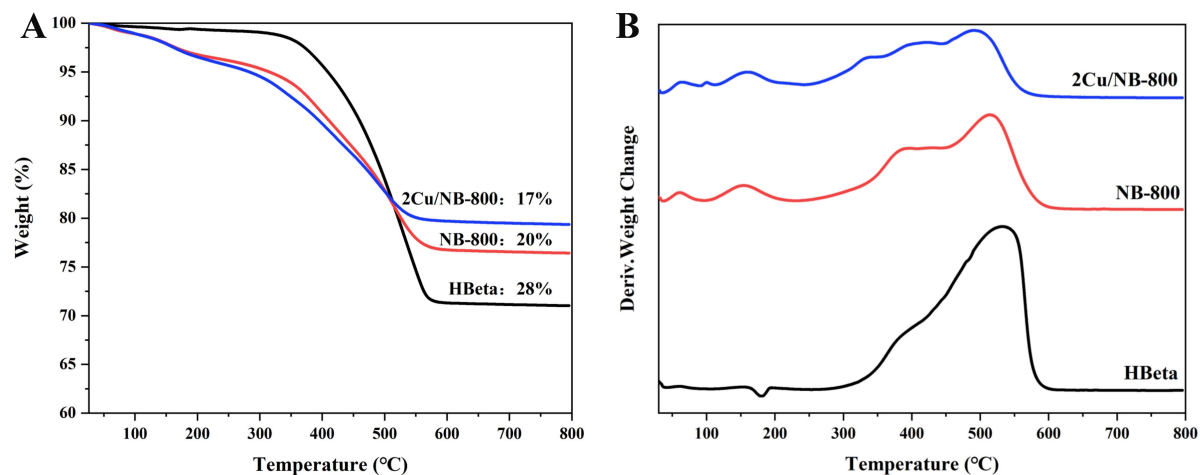 A
Weight (%)
100
95
90
85
80
75
70
65
60
2Cu/NB-800：17%
NB-800：20%
HBeta：28%
100
200
300
400
500
600
700
800
Temperature (℃)
B
Deriv.Weight Change
2Cu/NB-800
NB-800
HBeta
100
200
300
400
500
600
700
800
Temperature (℃)